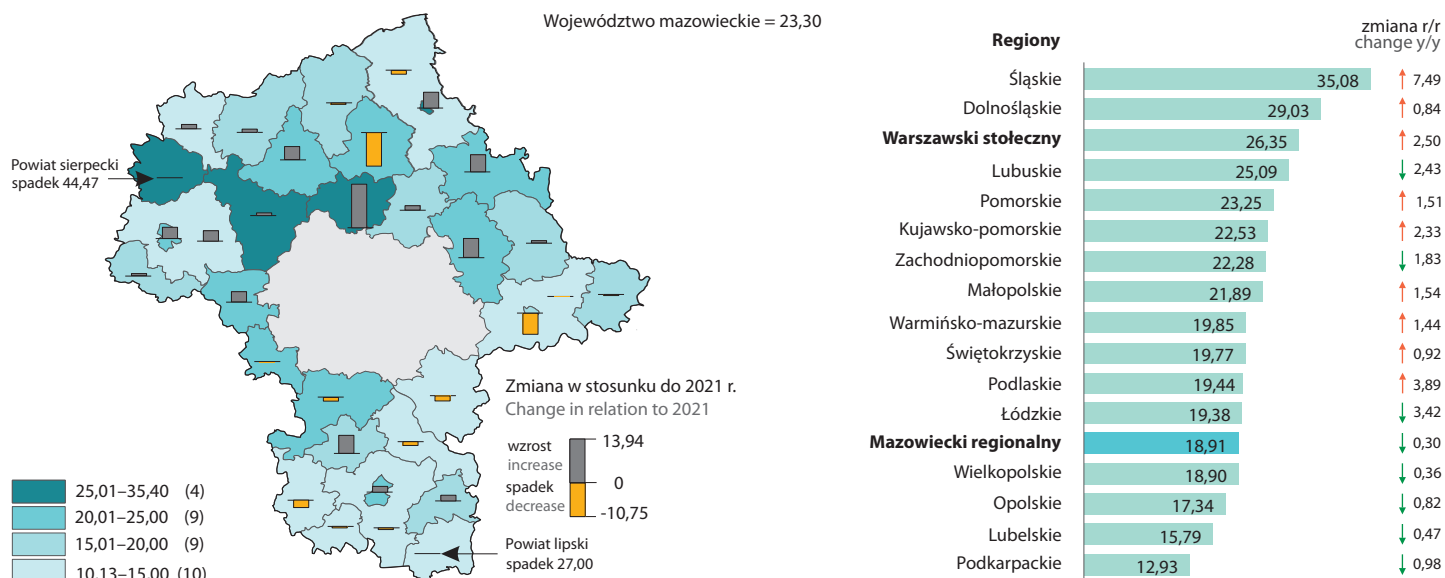 Województwo mazowieckie = 23,30
Powiat sierpecki
spadek 44,47
Zmiana w stosunku do 2021 r.
Change in relation to 2021
wzrost
increase
spadek
decrease
13,94
0
-10,75
Powiat lipski
spadek 27,00
25,01–35,40 (4)
20,01–25,00 (9)
15,01–20,00 (9)
10,13–15,00 (10)
Regiony
zmiana r/r
change y/y
Śląskie 35,08 7,49
Dolnośląskie 29,03 0,84
Warszawski stołeczny 26,35 2,50
Lubuskie 25,09 2,43
Pomorskie 23,25 1,51
Kujawsko-pomorskie 22,53 2,33
Zachodniopomorskie 22,28 1,83
Małopolskie 21,89 1,54
Warmińsko-mazurskie 19,85 1,44
Świętokrzyskie 19,77 0,92
Podlaskie 19,44 3,89
Łódzkie 19,38 3,42
Mazowiecki regionalny 18,91 0,30
Wielkopolskie 18,90 0,36
Opolskie 17,34 0,82
Lubelskie 15,79 0,47
Podkarpackie 12,93 0,98